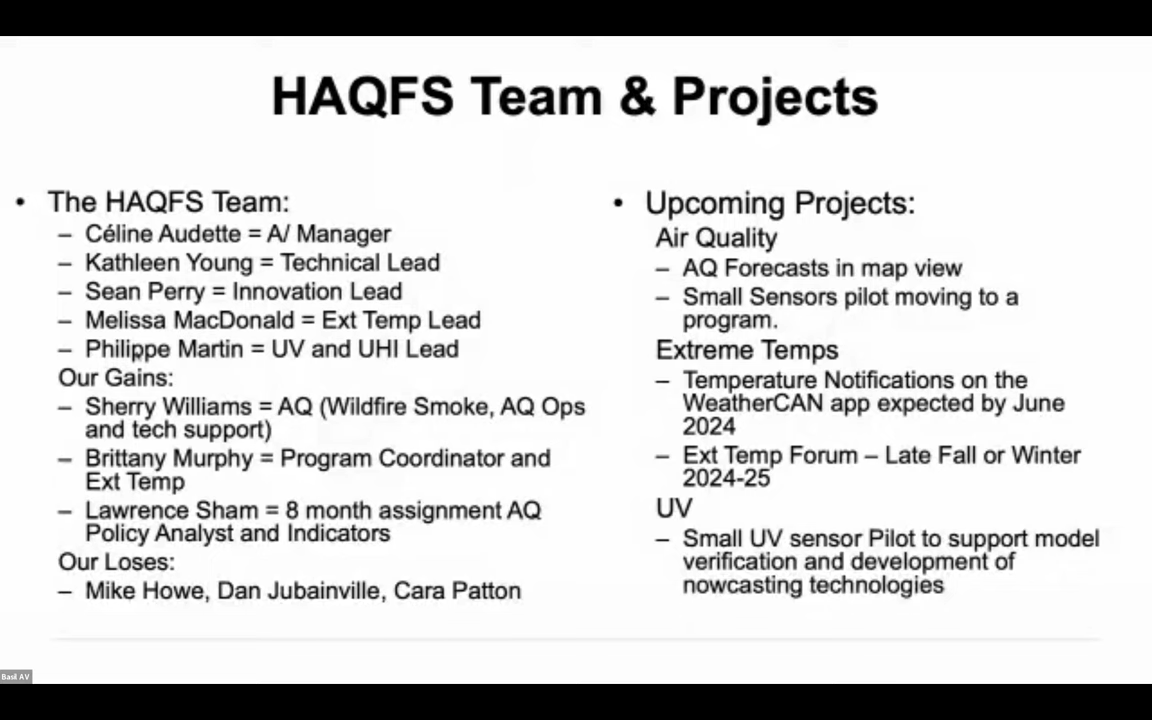 HAQFS Team & Projects
• The HAQFS Team:
– Céline Audette = A/ Manager
– Kathleen Young = Technical Lead
– Sean Perry = Innovation Lead
– Melissa MacDonald = Ext Temp Lead
– Philippe Martin = UV and UHI Lead
Our Gains:
– Sherry Williams = AQ (Wildfire Smoke, AQ Ops
and tech support)
– Brittany Murphy = Program Coordinator and
Ext Temp
– Lawrence Sham = 8 month assignment AQ
Policy Analyst and Indicators
Our Loses:
– Mike Howe, Dan Jubainville, Cara Patton
• Upcoming Projects:
Air Quality
– AQ Forecasts in map view
– Small Sensors pilot moving to a
program.
Extreme Temps
– Temperature Notifications on the
WeatherCAN app expected by June
2024
– Ext Temp Forum – Late Fall or Winter
2024-25
UV
– Small UV sensor Pilot to support model
verification and development of
nowcasting technologies
Basil AV